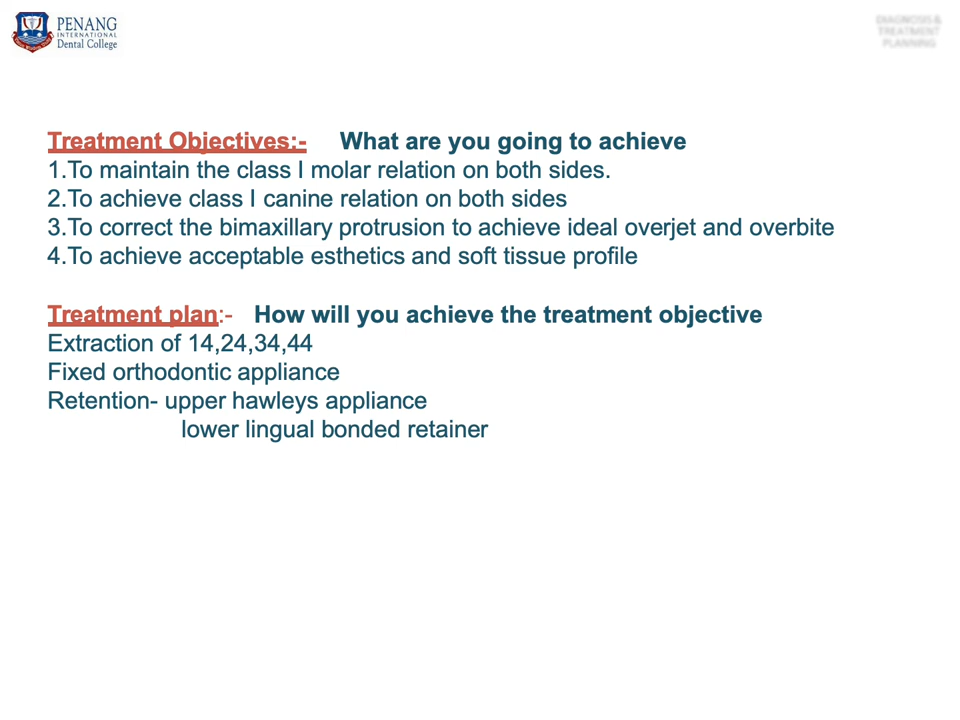 PENANG
INTERNATIONAL
Dental College
DIAGNOSIS &
TREATMENT
PLANNING
Treatment Objectives:- What are you going to achieve
1.To maintain the class I molar relation on both sides.
2.To achieve class I canine relation on both sides
3.To correct the bimaxillary protrusion to achieve ideal overjet and overbite
4.To achieve acceptable esthetics and soft tissue profile
Treatment plan:- How will you achieve the treatment objective
Extraction of 14,24,34,44
Fixed orthodontic appliance
Retention- upper hawleys appliance
lower lingual bonded retainer